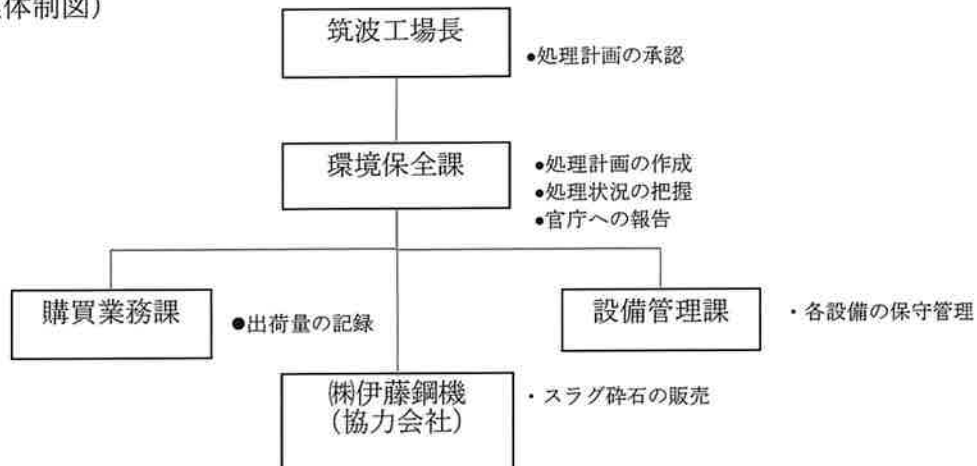 体制図）
筑波工場長
●処理計画の承認
環境保全課
●処理計画の作成
●処理状況の把握
●官庁への報告
購買業務課
●出荷量の記録
設備管理課
・各設備の保守管理
㈱伊藤鋼機
（協力会社）
・スラグ砕石の販売